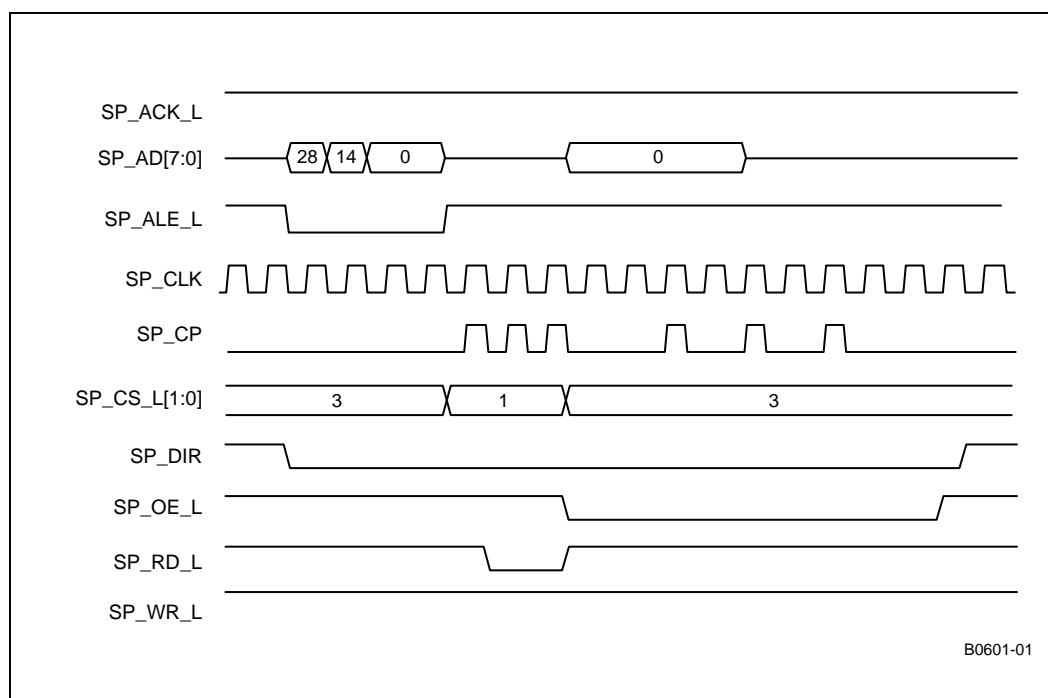 SP_ACK_L
SP_AD[7:0] 28 14 0 0
SP_ALE_L
SP_CLK
SP_CP
SP_CS_L[1:0] 3 1 3
SP_DIR
SP_OE_L
SP_RD_L
SP_WR_L
B0601-01